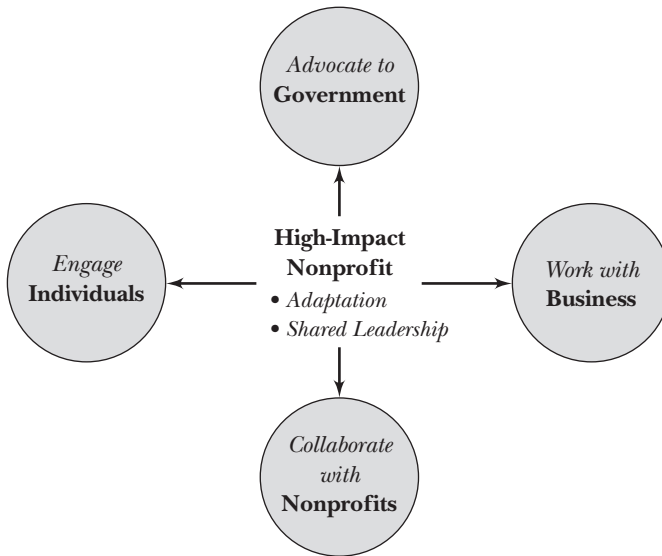 Advocate to
Government
High-Impact
Nonprofit
• Adaptation
• Shared Leadership
Engage
Individuals
Work with
Business
Collaborate
with
Nonprofits